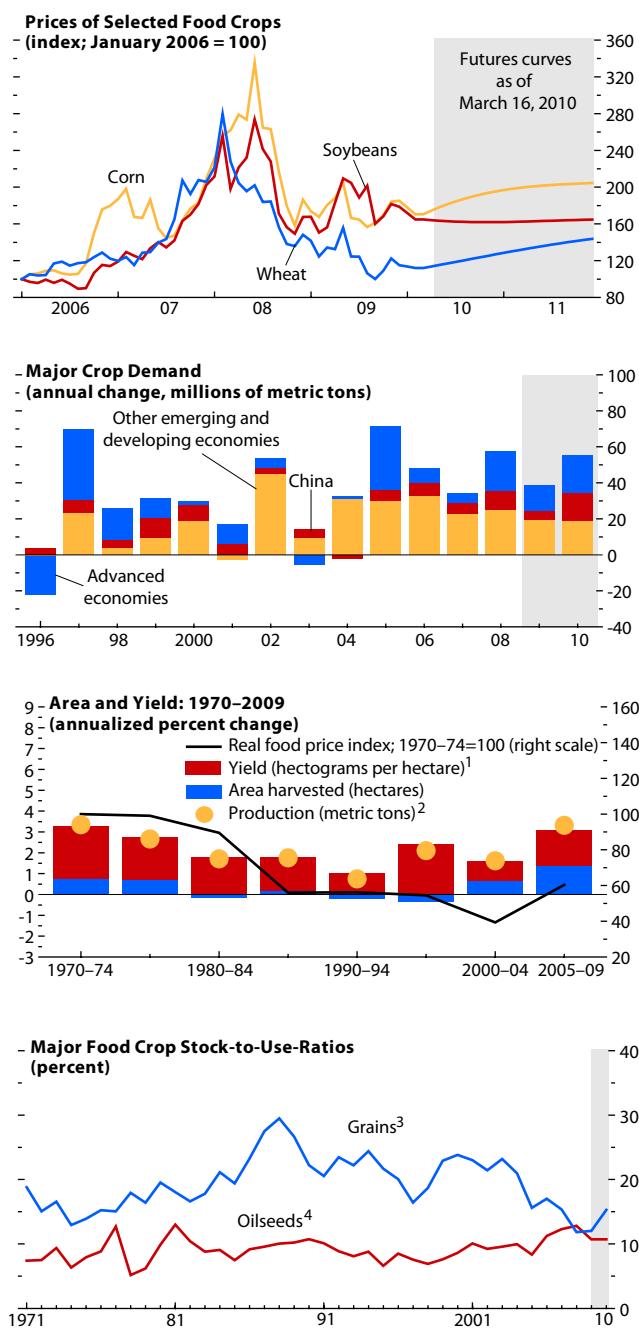 Prices of Selected Food Crops
(index; January 2006 = 100)
360
320
280
240
200
160
120
80
Futures curves
as of
March 16, 2010
Soybeans
Corn
Wheat
2006
07
08
09
10
11
Major Crop Demand
(annual change, millions of metric tons)
100
80
60
40
20
0
-20
-40
Other emerging and
developing economies
China
Advanced
economies
1996
98
2000
02
04
06
08
10
Area and Yield: 1970–2009
(annualized percent change)
9
8
7
6
5
4
3
2
1
0
-1
-2
-3
160
140
120
100
80
60
40
20
Real food price index; 1970–74=100 (right scale)
Yield (hectograms per hectare)1
Area harvested (hectares)
Production (metric tons)2
1970–74
1980–84
1990–94
2000–04
2005–09
Major Food Crop Stock-to-Use-Ratios
(percent)
40
30
20
10
0
Grains3
Oilseeds4
1971
81
91
2001
10